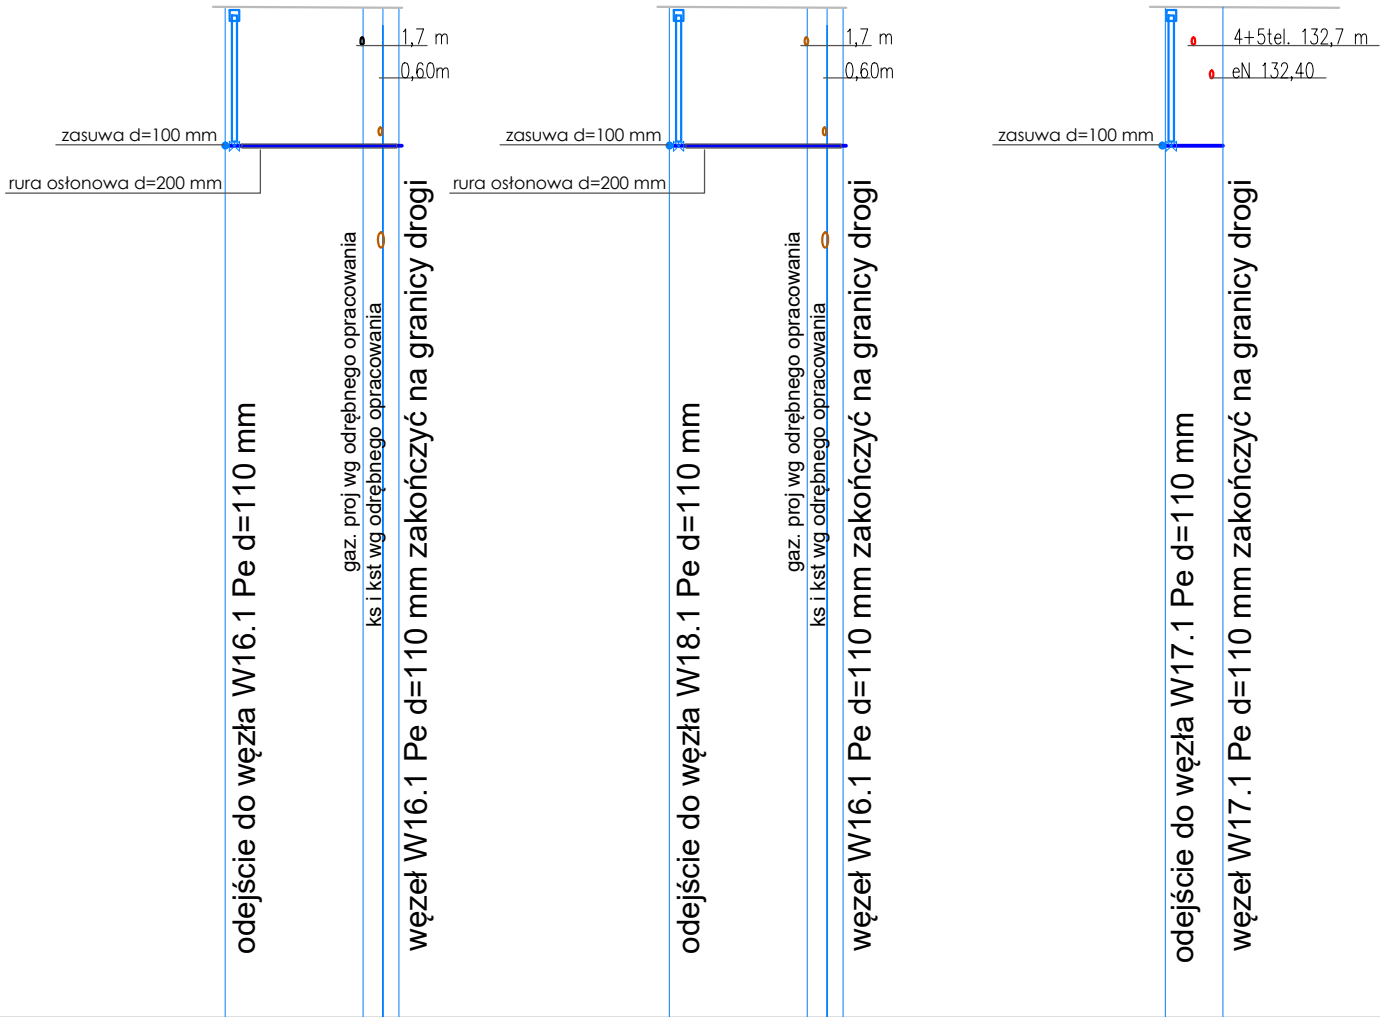 1,7 m
0,60m
zasuwa d=100 mm
rura osłonowa d=200 mm
odejście do węzła W16.1 Pe d=110 mm
gaz. proj wg odrębnego opracowania
ks i kst wg odrębnego opracowania
węzeł W16.1 Pe d=110 mm zakończyć na granicy drogi
1,7 m
0,60m
zasuwa d=100 mm
rura osłonowa d=200 mm
odejście do węzła W18.1 Pe d=110 mm
gaz. proj wg odrębnego opracowania
ks i kst wg odrębnego opracowania
węzeł W16.1 Pe d=110 mm zakończyć na granicy drogi
4+5tel. 132,7 m
eN 132,40
zasuwa d=100 mm
odejście do węzła W17.1 Pe d=110 mm
węzeł W17.1 Pe d=110 mm zakończyć na granicy drogi